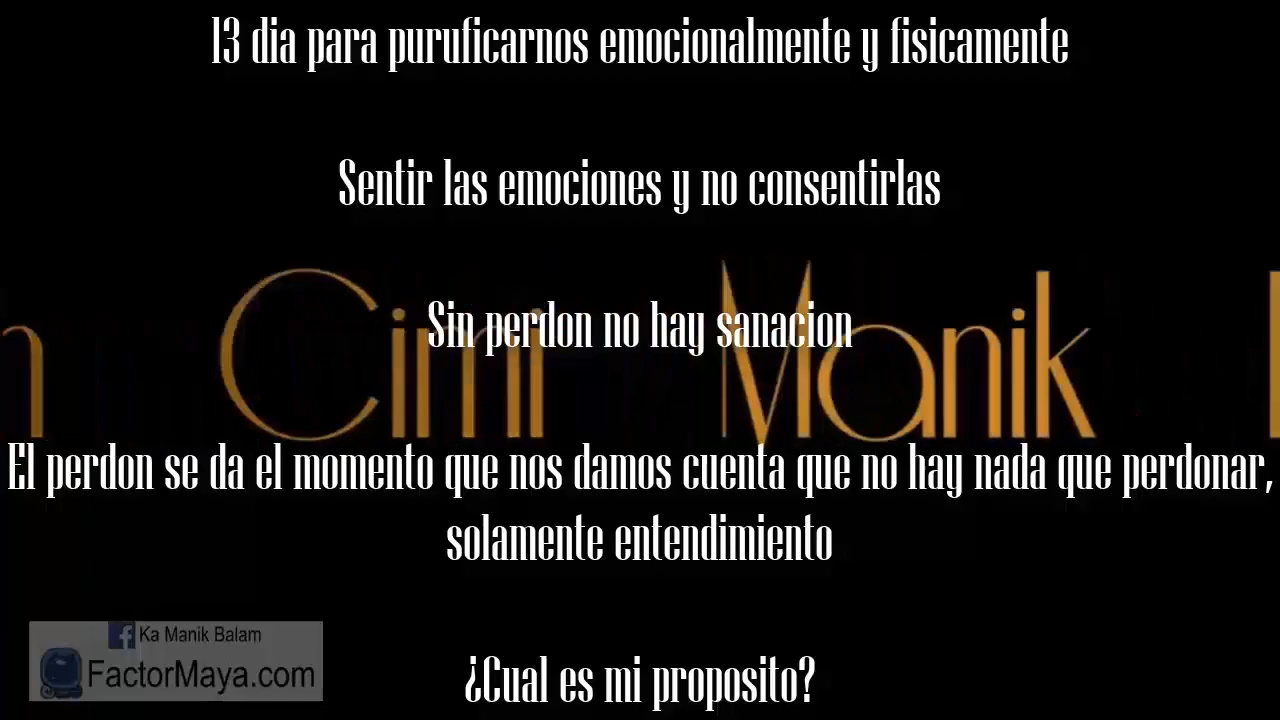 13 dia para puruficarnos emocionalmente y fisicamente
Sentir las emociones y no consentirlas
Cimi Manik
Sin perdon no hay sanacion
El perdon se da el momento que nos damos cuenta que no hay nada que perdonar,
solamente entendimiento
Ka Manik Balam
FactorMaya.com
¿Cual es mi proposito?